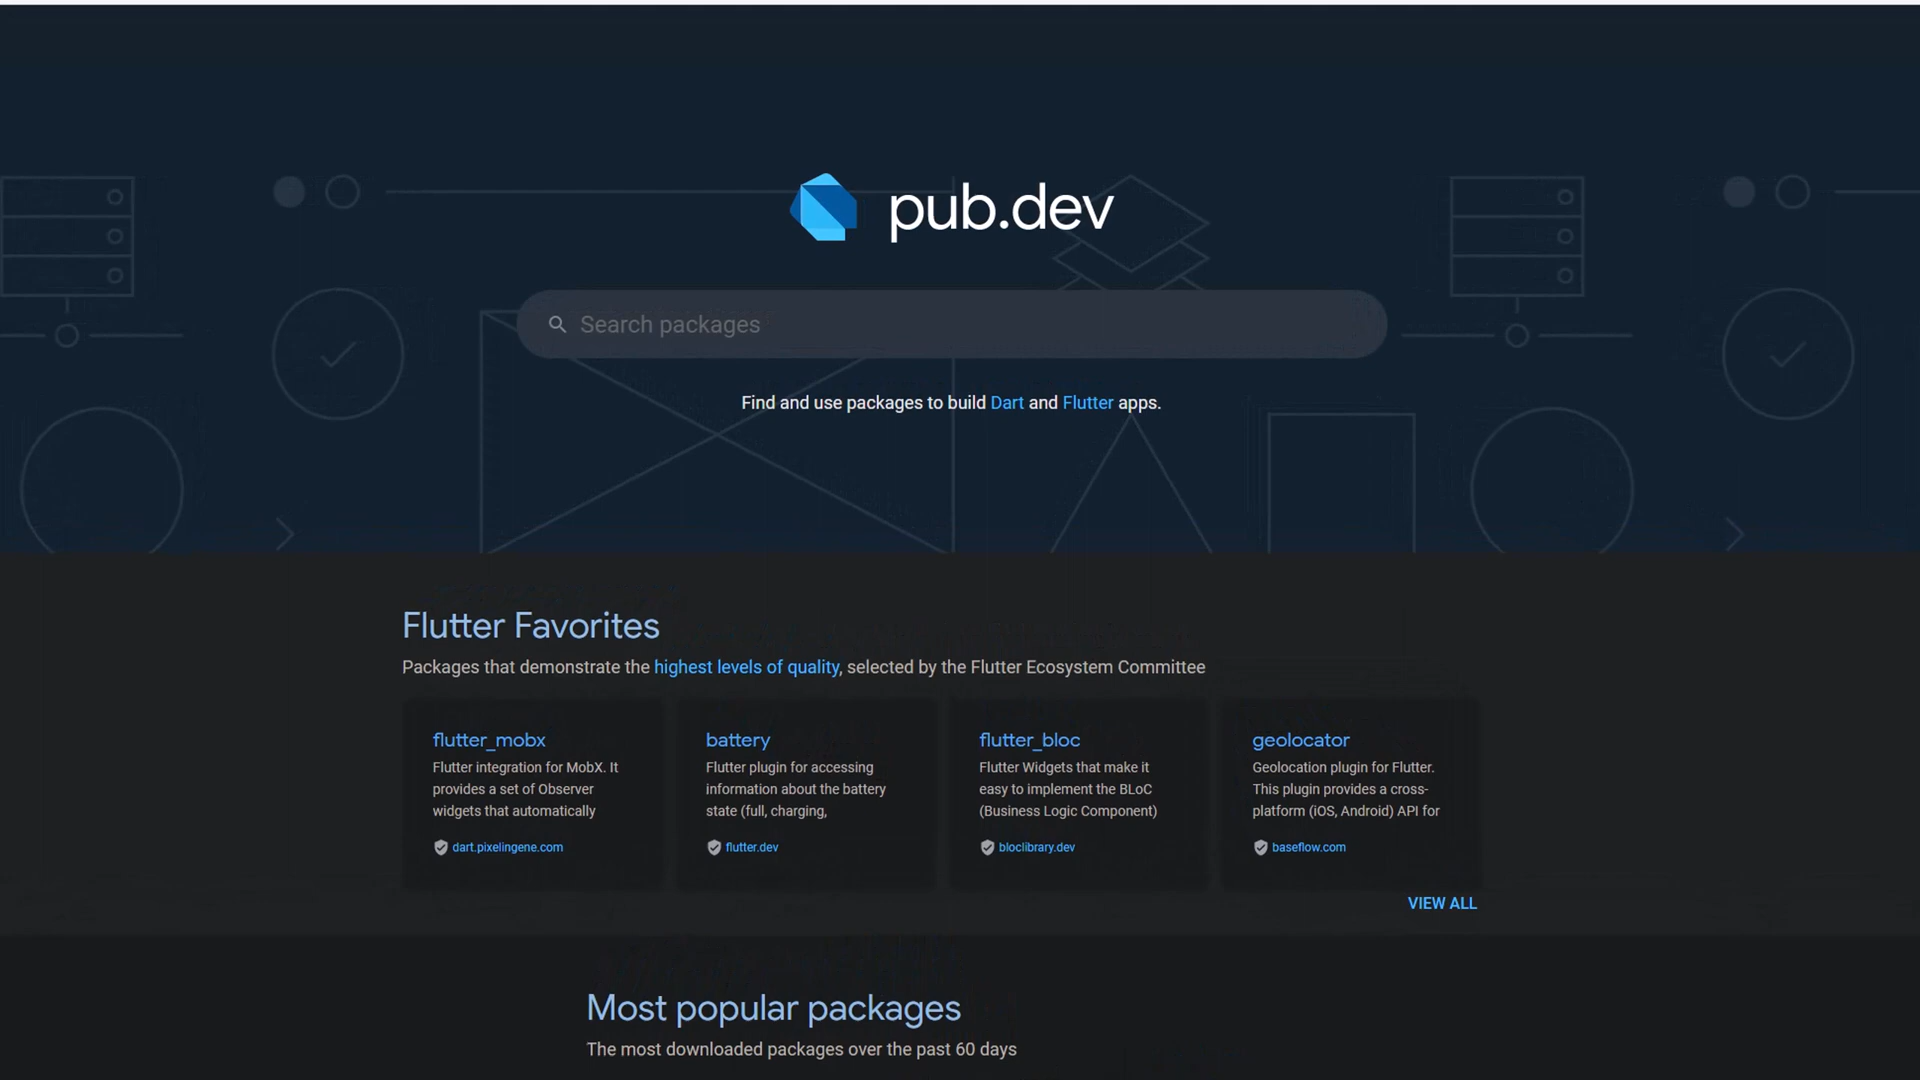 pub.dev
Search packages
Find and use packages to build Dart and Flutter apps.
Flutter Favorites
Packages that demonstrate the highest levels of quality, selected by the Flutter Ecosystem Committee
flutter_mobx
Flutter integration for MobX. It
provides a set of Observer
widgets that automatically
dart.pixelingene.com
battery
Flutter plugin for accessing
information about the battery
state (full, charging,
flutter.dev
flutter_bloc
Flutter Widgets that make it
easy to implement the BLoC
(Business Logic Component)
bloclibrary.dev
geolocator
Geolocation plugin for Flutter.
This plugin provides a cross-
platform (iOS, Android) API for
baseflow.com
VIEW ALL
Most popular packages
The most downloaded packages over the past 60 days